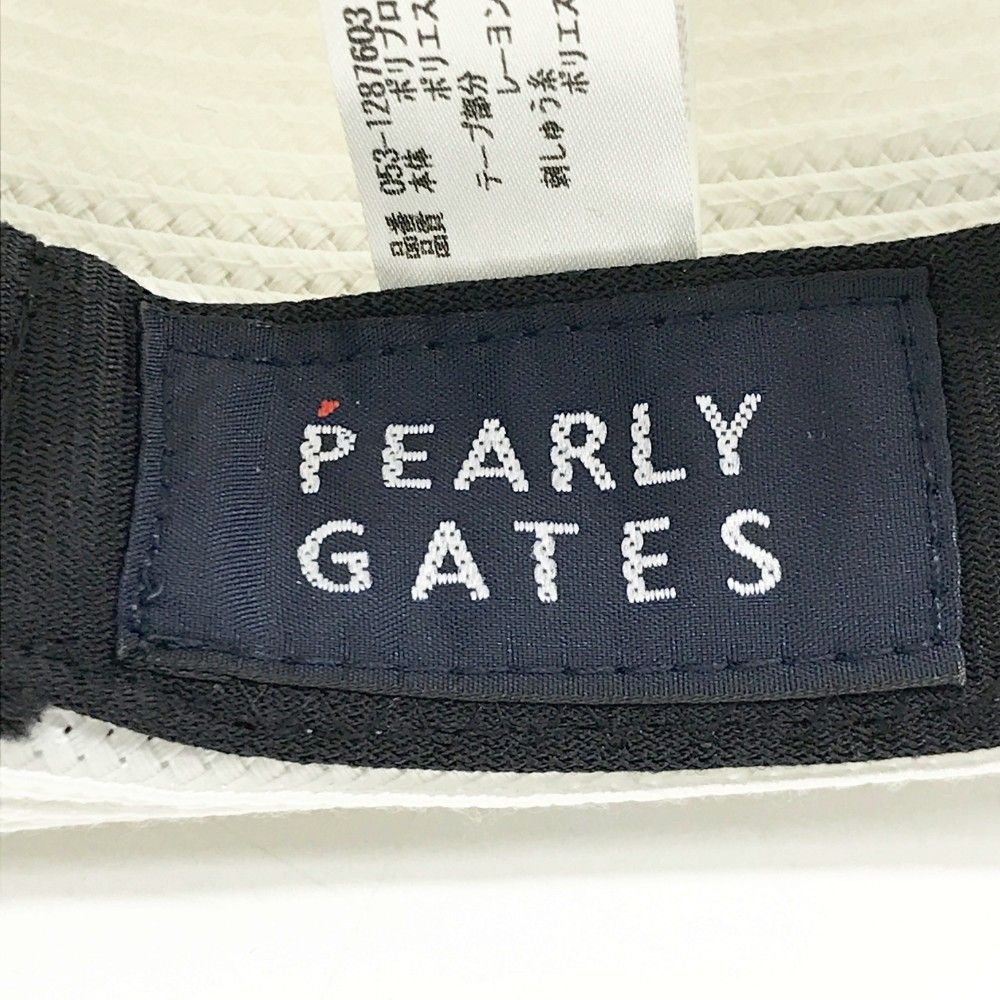 品番 053-1287603
品質 本体 ポリプロ
ポリエス
テープ部分
レーヨン
刺しゅう糸
ポリエス
PEARLY
GATES